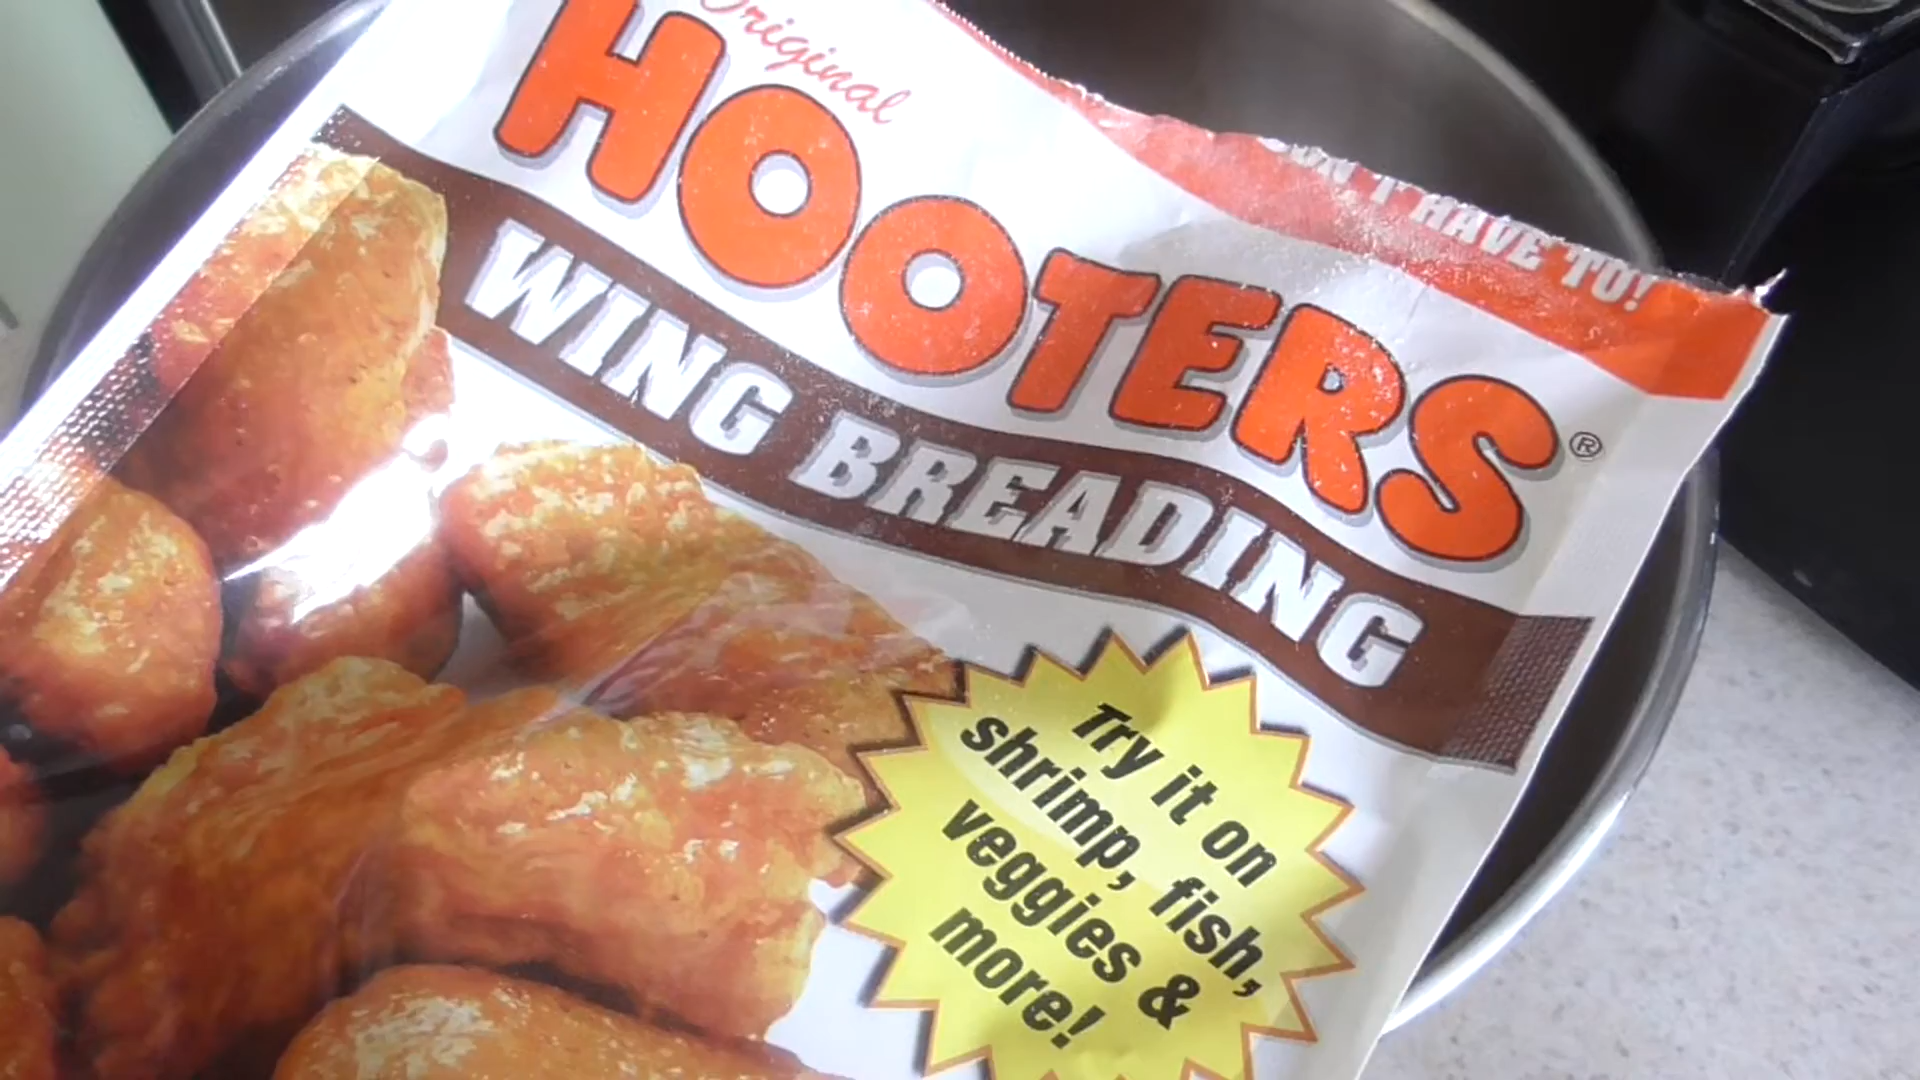 HAVE TO!
Original
HOOTERS®
WING BREADING
Try it on
shrimp, fish,
veggies &
more!